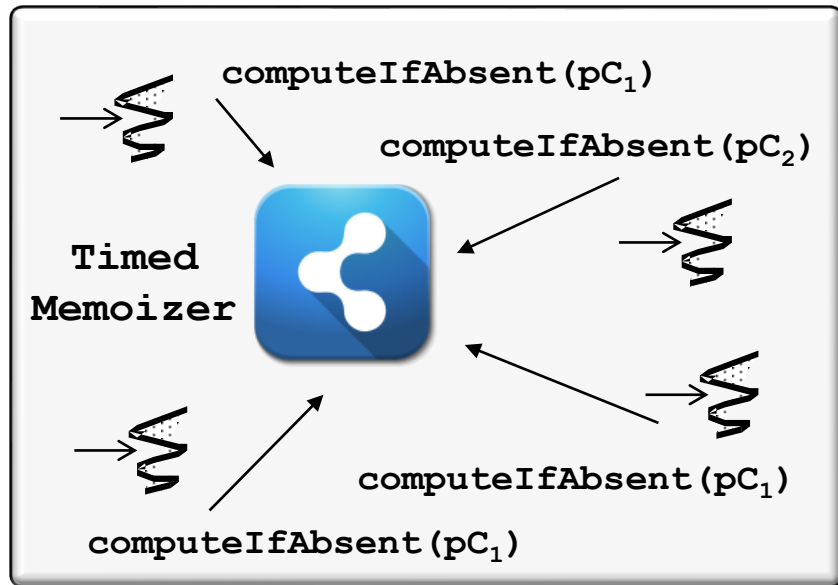 computeIfAbsent(pC₁)
computeIfAbsent(pC₂)
Timed
Memoizer
computeIfAbsent(pC₁)
computeIfAbsent(pC₁)